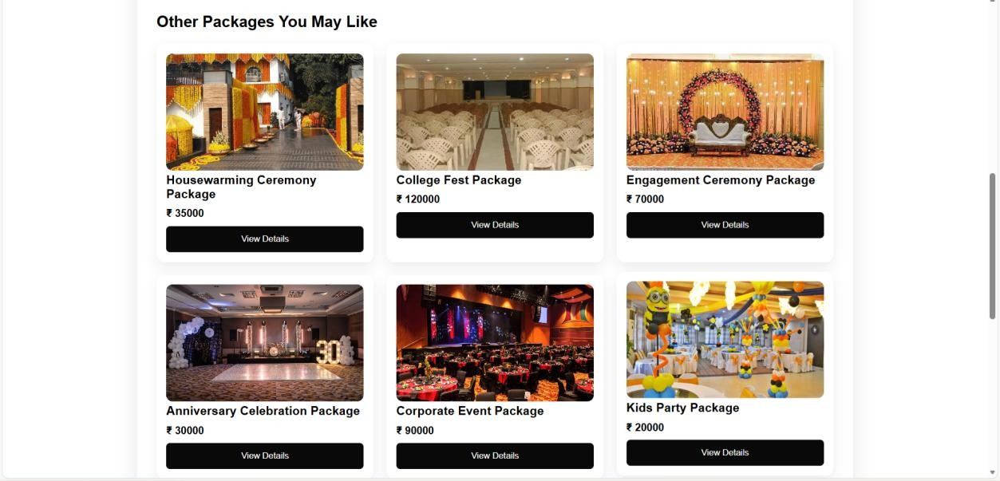 Other Packages You May Like
Housewarming Ceremony
Package
₹ 35000
View Details
College Fest Package
₹ 120000
View Details
Engagement Ceremony Package
₹ 70000
View Details
30
Anniversary Celebration Package
₹ 30000
View Details
Corporate Event Package
₹ 90000
View Details
Kids Party Package
₹ 20000
View Details